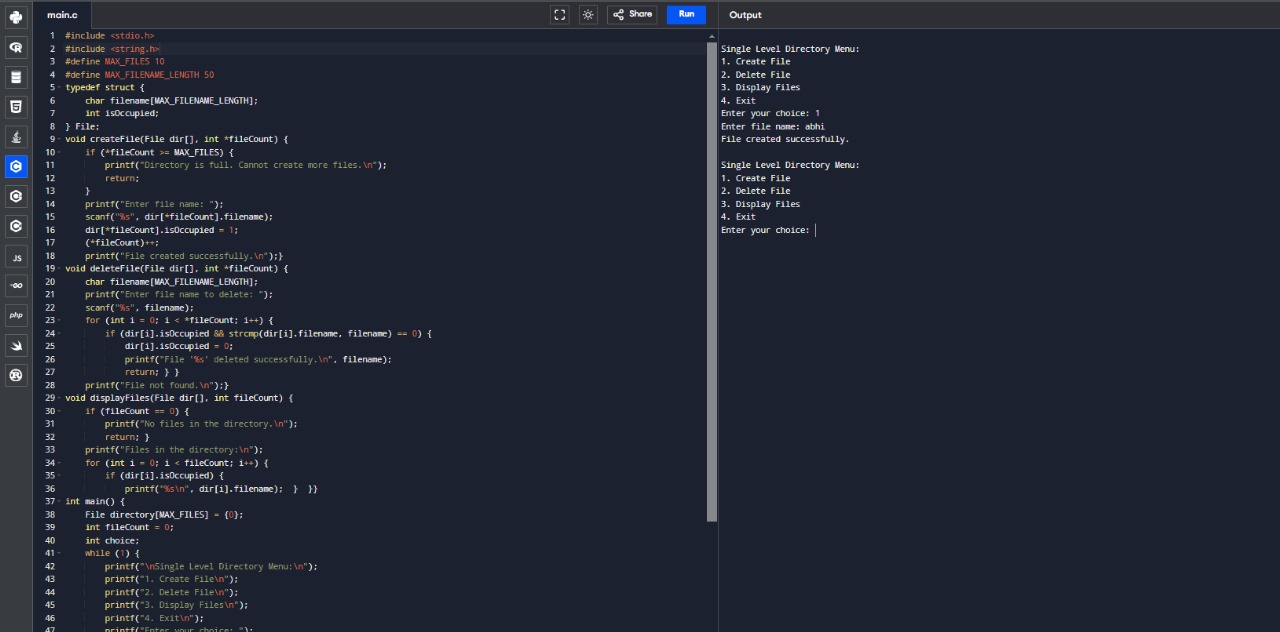 main.c
Share
Run
Output
1 #include <stdio.h>
2 #include <string.h>
3 #define MAX_FILES 10
4 #define MAX_FILENAME_LENGTH 50
5 typedef struct {
6 char filename[MAX_FILENAME_LENGTH];
7 int isOccupied;
8 } File;
9 void createFile(File dir[], int *fileCount) {
10 if (*fileCount >= MAX_FILES) {
11 printf("Directory is full. Cannot create more files.\n");
12 return;
13 }
14 printf("Enter file name: ");
15 scanf("%s", dir[*fileCount].filename);
16 dir[*fileCount].isOccupied = 1;
17 (*fileCount)++;
18 printf("File created successfully.\n");}
19 void deleteFile(File dir[], int *fileCount) {
20 char filename[MAX_FILENAME_LENGTH];
21 printf("Enter file name to delete: ");
22 scanf("%s", filename);
23 for (int i = 0; i < *fileCount; i++) {
24 if (dir[i].isOccupied && strcmp(dir[i].filename, filename) == 0) {
25 dir[i].isOccupied = 0;
26 printf("File '%s' deleted successfully.\n", filename);
27 return; } }
28 printf("File not found.\n");}
29 void displayFiles(File dir[], int fileCount) {
30 if (fileCount == 0) {
31 printf("No files in the directory.\n");
32 return; }
33 printf("Files in the directory:\n");
34 for (int i = 0; i < fileCount; i++) {
35 if (dir[i].isOccupied) {
36 printf("%s\n", dir[i].filename); } }}
37 int main() {
38 File directory[MAX_FILES] = {0};
39 int fileCount = 0;
40 int choice;
41 while (1) {
42 printf("\nSingle Level Directory Menu:\n");
43 printf("1. Create File\n");
44 printf("2. Delete File\n");
45 printf("3. Display Files\n");
46 printf("4. Exit\n");
47 printf("Enter your choice: ");
Single Level Directory Menu:
1. Create File
2. Delete File
3. Display Files
4. Exit
Enter your choice: 1
Enter file name: abhi
File created successfully.
Single Level Directory Menu:
1. Create File
2. Delete File
3. Display Files
4. Exit
Enter your choice:
JS
GO
php